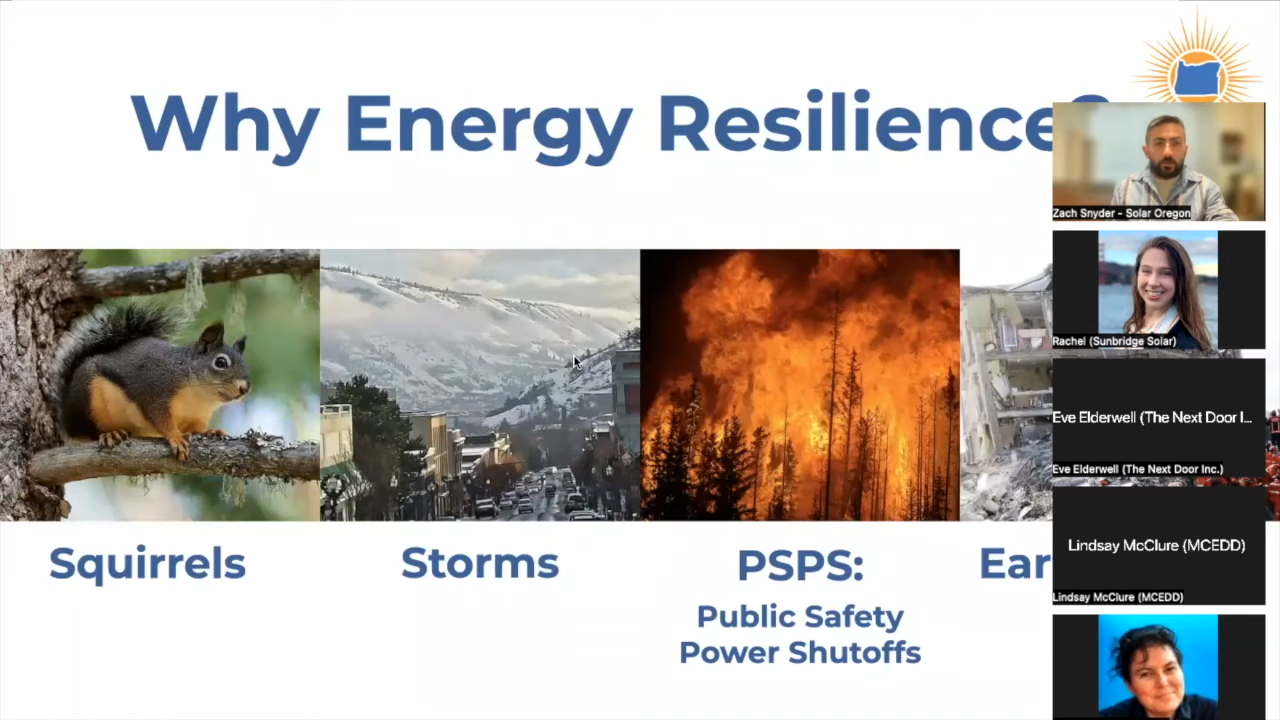 Why Energy Resilience?
Squirrels
Storms
PSPS:
Public Safety
Power Shutoffs
Ear
Zach Snyder - Solar Oregon
Rachel (Sunbridge Solar)
Eve Elderwell (The Next Door I...
Eve Elderwell (The Next Door Inc.)
Lindsay McClure (MCEDD)
Lindsay McClure (MCEDD)